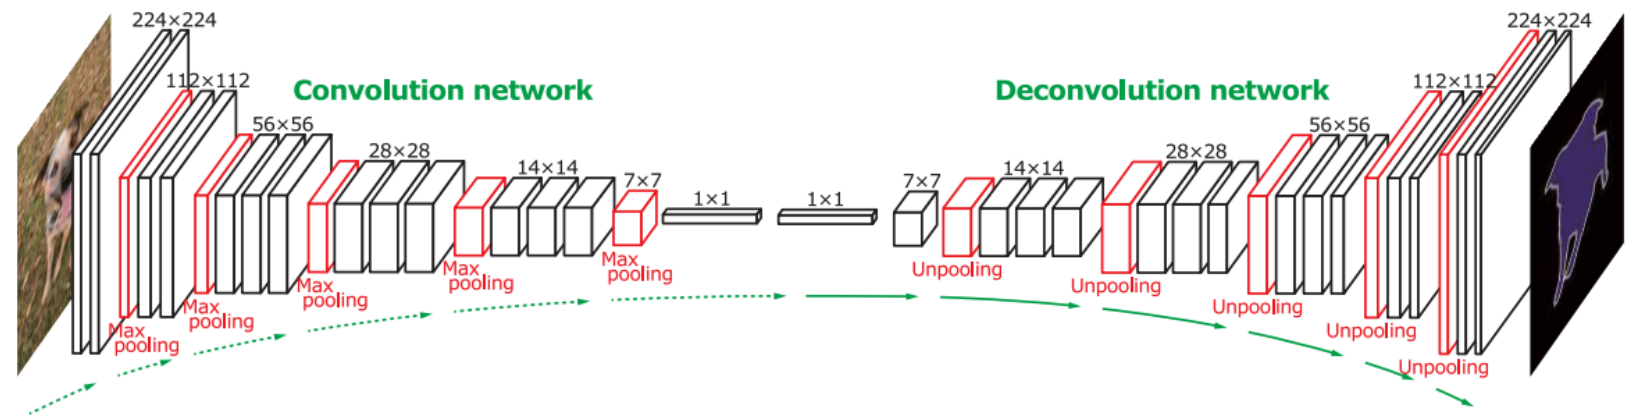 224×224
112×112
Convolution network
56×56
28×28
14×14
7×7
1×1
1×1
7×7
14×14
28×28
56×56
Deconvolution network
112×112
224×224
Max
pooling
Max
pooling
Max
pooling
Max
pooling
Max
pooling
Unpooling
Unpooling
Unpooling
Unpooling
Unpooling